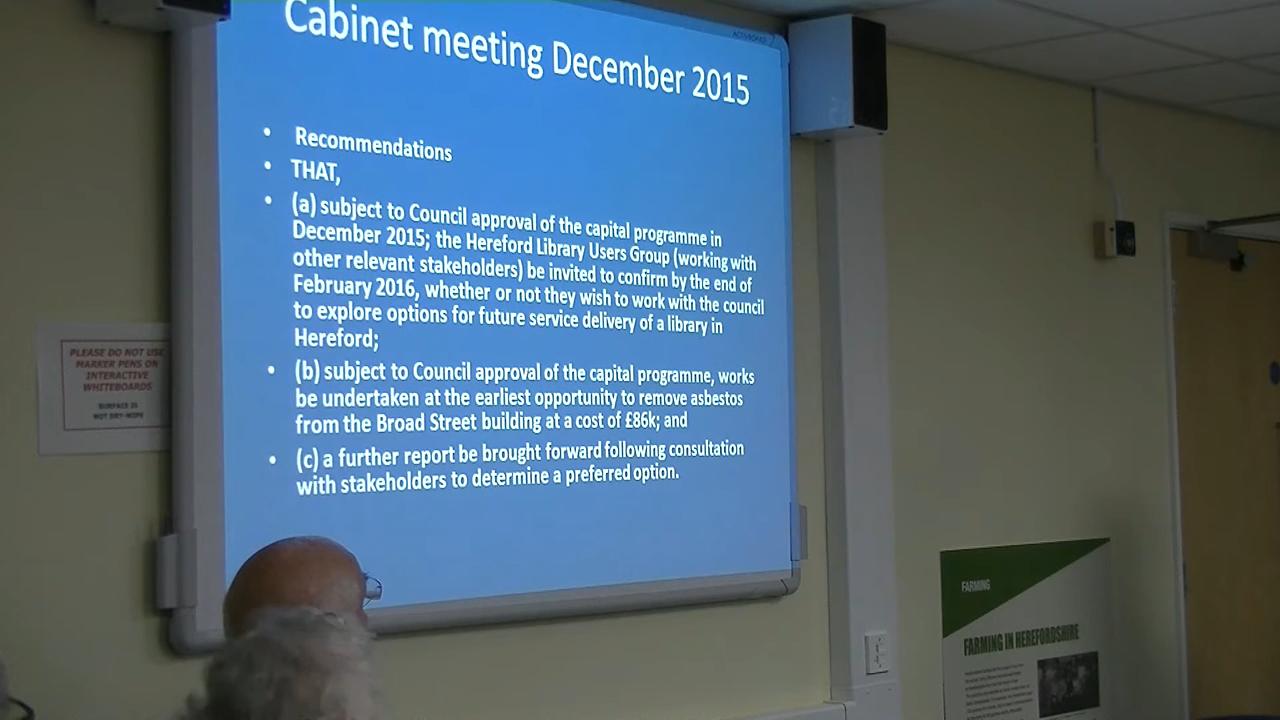 Cabinet meeting December 2015
• Recommendations
• THAT,
• (a) subject to Council approval of the capital programme in
December 2015; the Hereford Library Users Group (working with
other relevant stakeholders) be invited to confirm by the end of
February 2016, whether or not they wish to work with the council
to explore options for future service delivery of a library in
Hereford;
• (b) subject to Council approval of the capital programme, works
be undertaken at the earliest opportunity to remove asbestos
from the Broad Street building at a cost of £86k; and
• (c) a further report be brought forward following consultation
with stakeholders to determine a preferred option.
PLEASE DO NOT USE
MARKER PENS ON
INTERACTIVE
WHITEBOARDS
SURFACE IS
NOT DRY-WIPE
FARMING
FARMING IN HEREFORDSHIRE